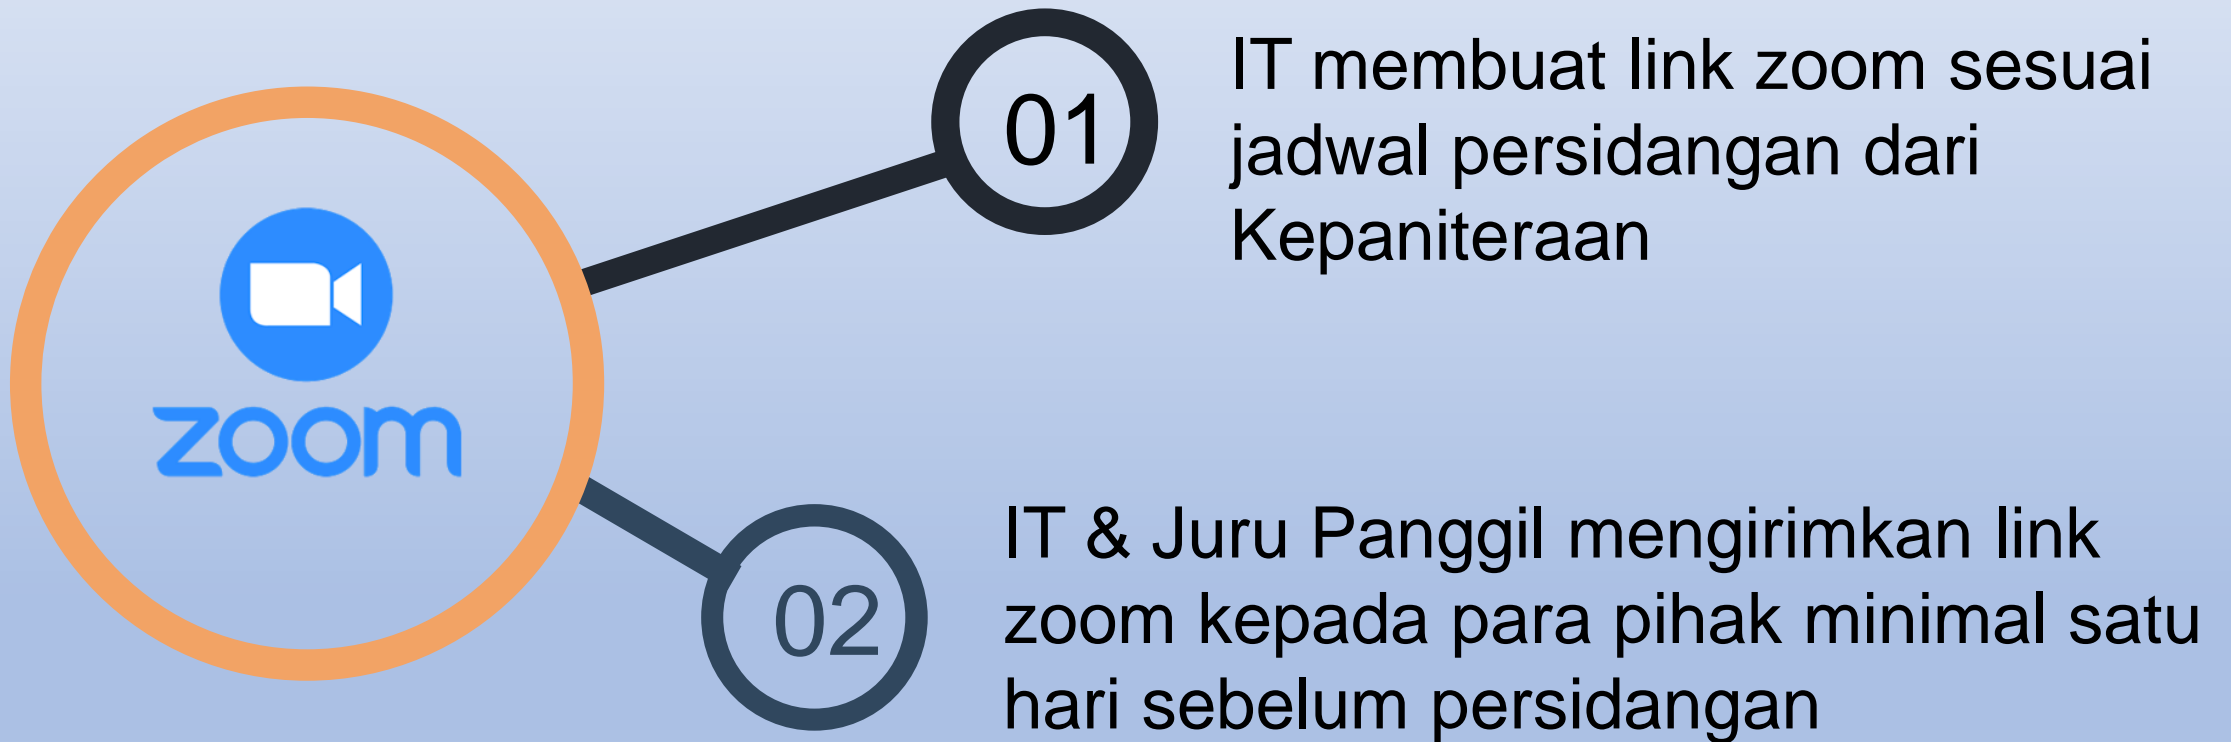 zoom
01
IT membuat link zoom sesuai
jadwal persidangan dari
Kepaniteraan
02
IT & Juru Panggil mengirimkan link
zoom kepada para pihak minimal satu
hari sebelum persidangan